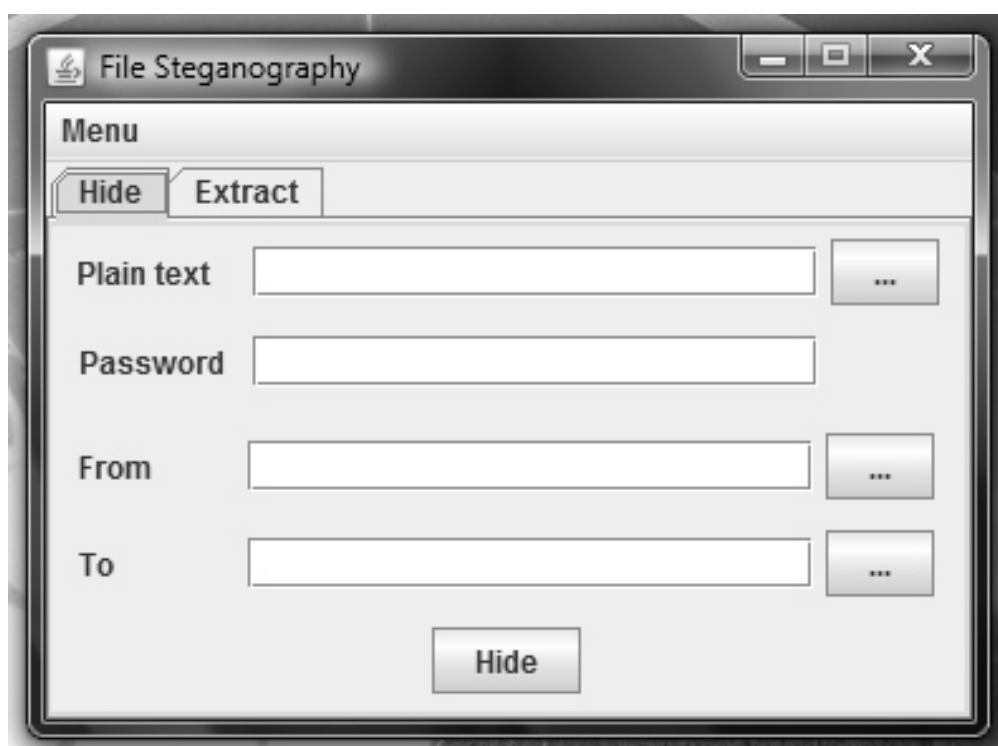 File Steganography
Menu
Hide Extract
Plain text ...
Password
From ...
To ...
Hide